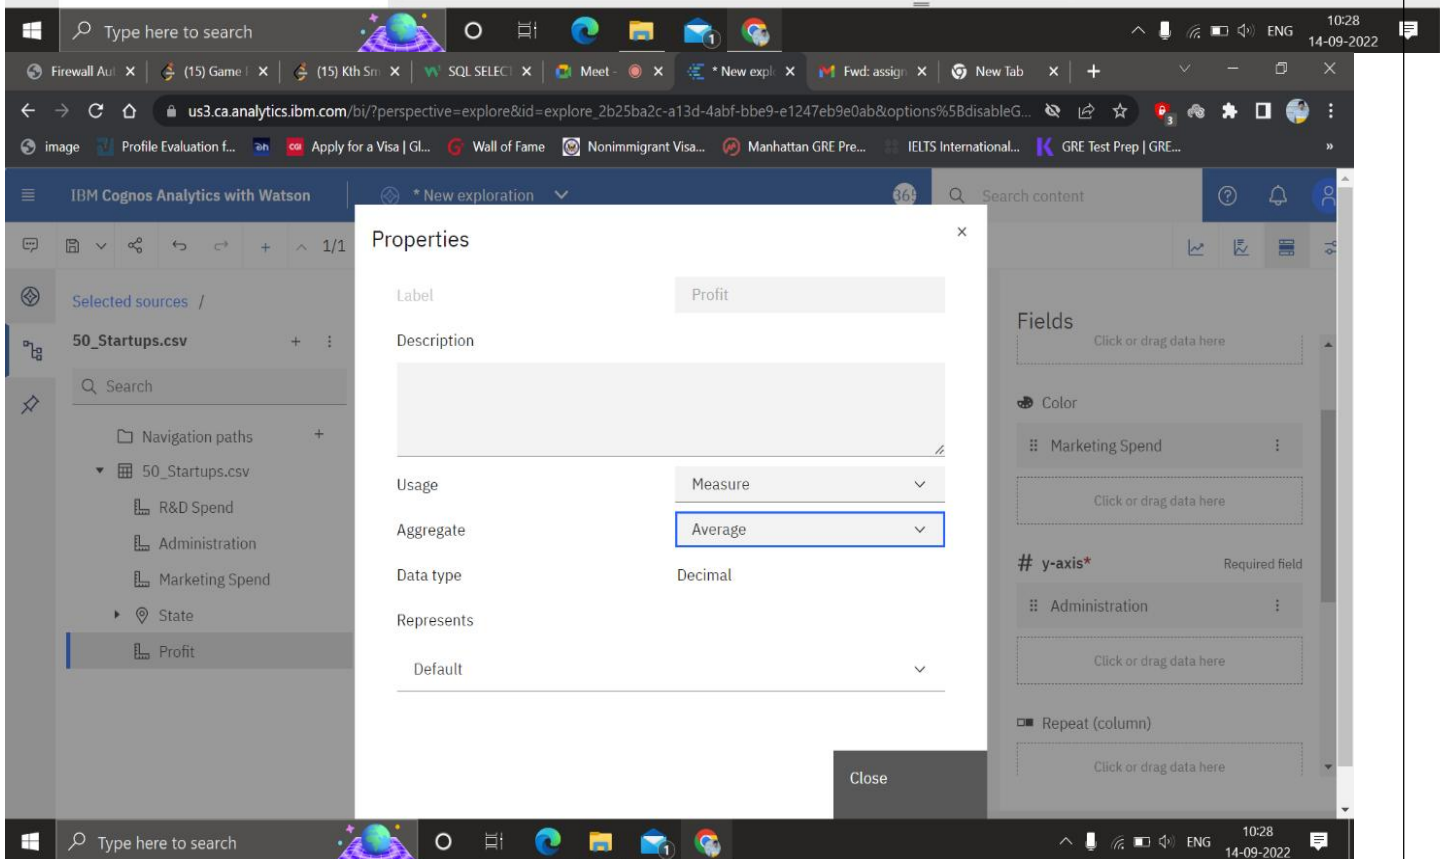 Type here to search
1
ENG
10:28
14-09-2022
Firewall Aut
(15) Game
(15) Kth Sm
SQL SELEC
Meet -
* New expl
Fwd: assign
New Tab
us3.ca.analytics.ibm.com/bi/?perspective=explore&id=explore_2b25ba2c-a13d-4abf-bbe9-e1247eb9e0ab&options%5BdisableG...
3
image
Profile Evaluation f...
ah
CGI
Apply for a Visa | Gl...
Wall of Fame
Nonimmigrant Visa...
Manhattan GRE Pre...
IELTS International...
GRE Test Prep | GRE...
»
IBM Cognos Analytics with Watson
* New exploration
Search content
1/1
Properties
Selected sources /
Label
Profit
Fields
50_Startups.csv
Description
Click or drag data here
Search
Color
Navigation paths
Marketing Spend
50_Startups.csv
Usage
Measure
R&D Spend
Click or drag data here
Aggregate
Average
Administration
# y-axis*
Required field
Marketing Spend
Data type
Decimal
State
Represents
Administration
Profit
Default
Click or drag data here
Repeat (column)
Close
Click or drag data here
Type here to search
1
ENG
10:28
14-09-2022